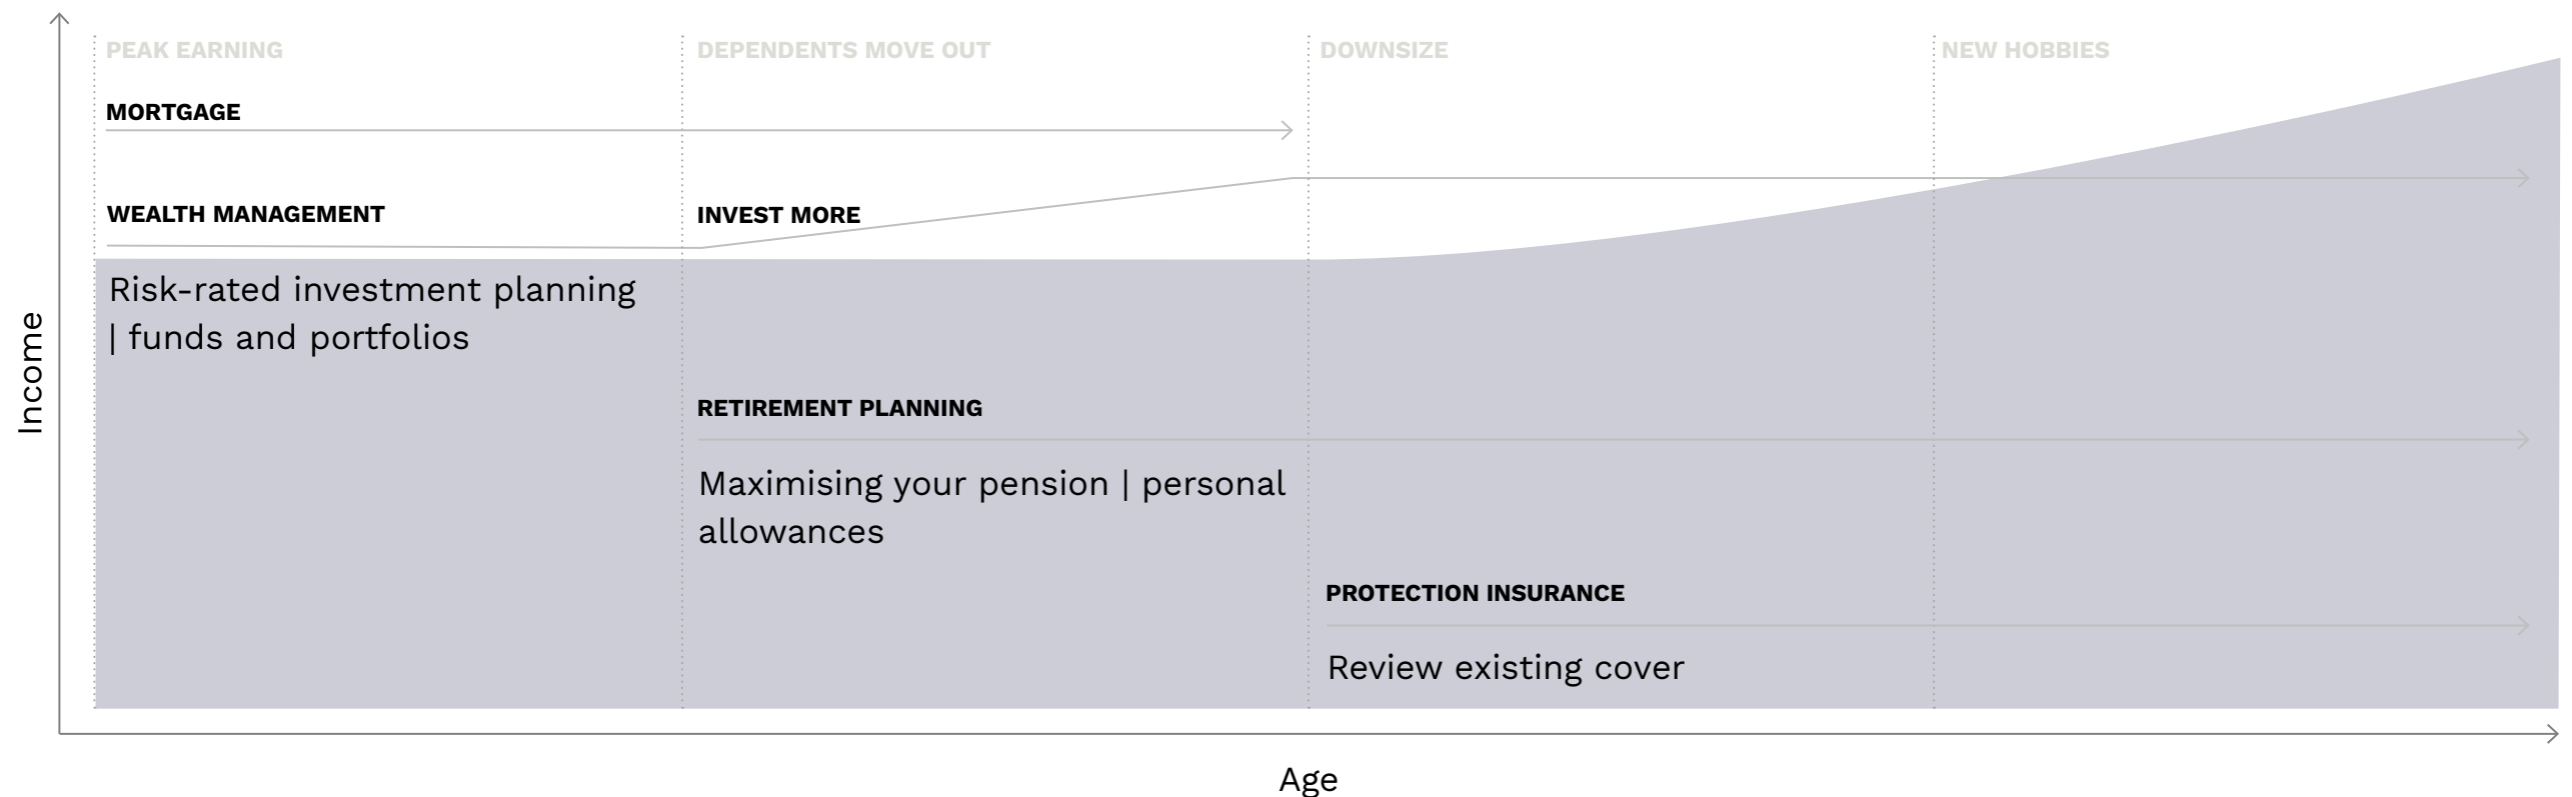 PEAK EARNING
DEPENDENTS MOVE OUT
DOWNSIZE
NEW HOBBIES
MORTGAGE
WEALTH MANAGEMENT
INVEST MORE
Risk-rated investment planning
| funds and portfolios
RETIREMENT PLANNING
Maximising your pension | personal
allowances
PROTECTION INSURANCE
Review existing cover
Income
Age